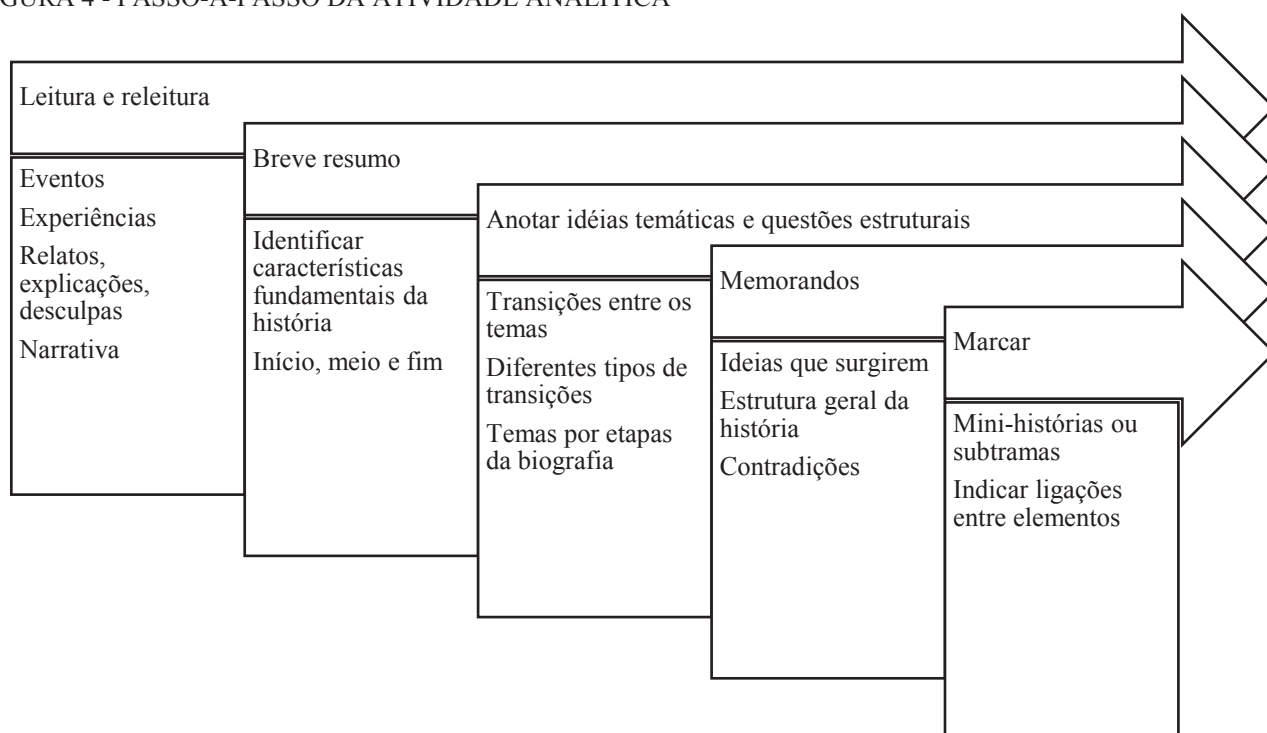 GURA 4 - PASSO-A-PASSO DA ATIVIDADE ANALÍTICA
Leitura e releitura
Eventos
Experiências
Relatos,
explicações,
desculpas
Narrativa
Breve resumo
Identificar
características
fundamentais da
história
Início, meio e fim
Anotar idéias temáticas e questões estruturais
Transições entre os
temas
Diferentes tipos de
transições
Temas por etapas
da biografia
Memorandos
Ideias que surgirem
Estrutura geral da
história
Contradições
Marcar
Mini-histórias ou
subtramas
Indicar ligações
entre elementos